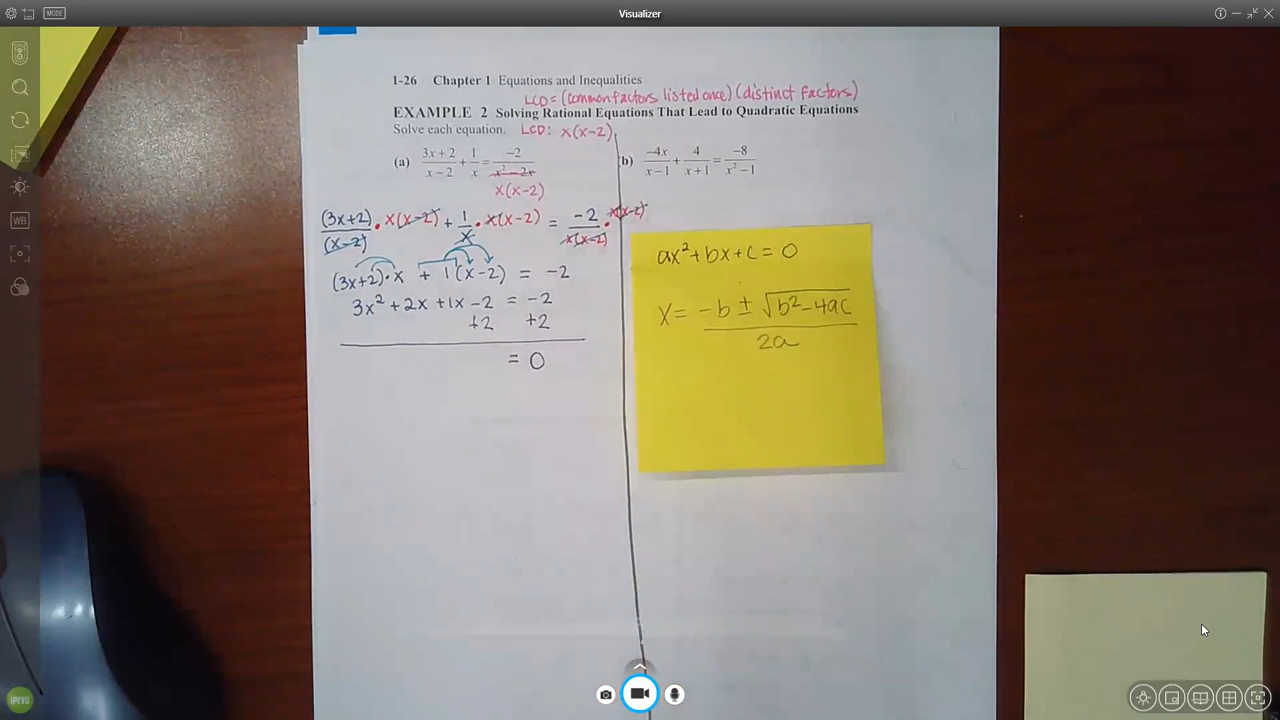 MODE
Visualizer
1-26 Chapter 1 Equations and Inequalities
LCD = (common factors listed once) (distinct factors)
EXAMPLE 2 Solving Rational Equations That Lead to Quadratic Equations
Solve each equation. LCD: x(x-2)
(a) (3x + 2)/(x − 2) + 1/x = −2/(x² − 2x)
x(x-2)
(b) −4x/(x − 1) + 4/(x + 1) = −8/(x² − 1)
(3x+2)/(x-2) • x(x-2) + 1/x • x(x-2) = -2/x(x-2) • x(x-2)
(3x+2)•x + 1(x-2) = -2
3x² + 2x + 1x - 2 = -2
+2 +2
= 0
ax² + bx + c = 0
x = (-b ± √(b² - 4ac))/2a
IPEVO
WB